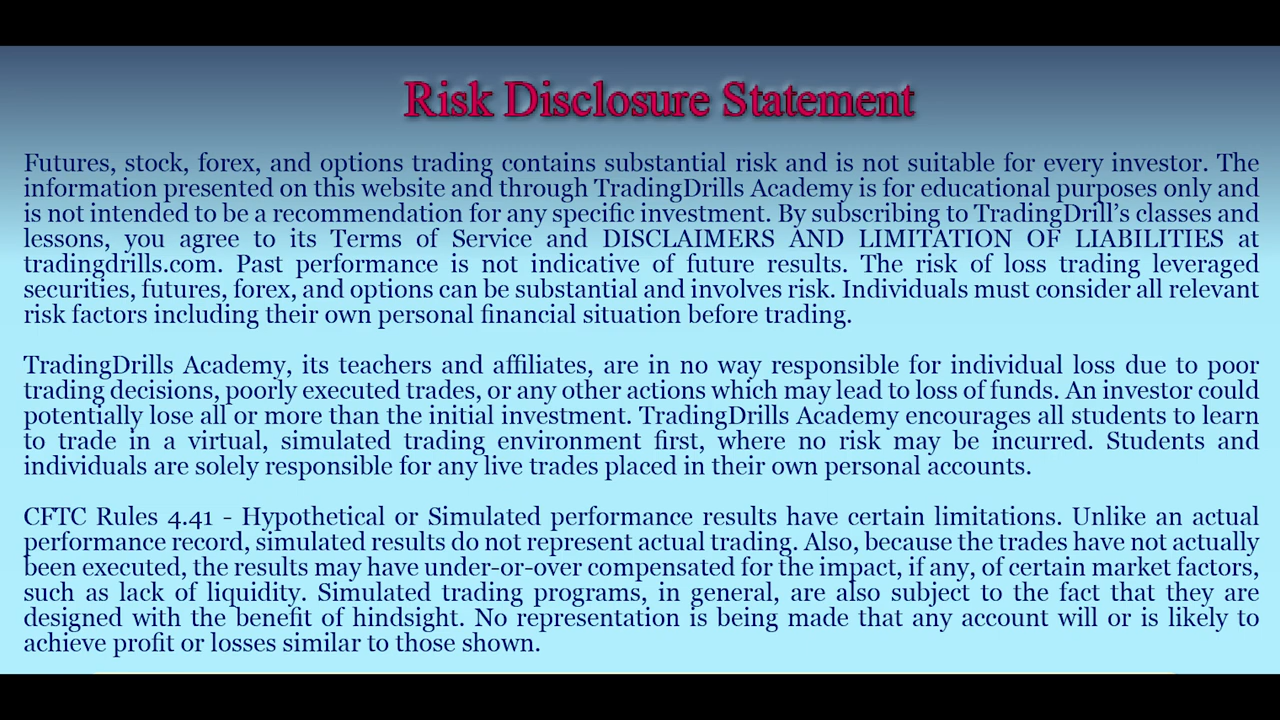 Risk Disclosure Statement
Futures, stock, forex, and options trading contains substantial risk and is not suitable for every investor. The
information presented on this website and through TradingDrills Academy is for educational purposes only and
is not intended to be a recommendation for any specific investment. By subscribing to TradingDrill’s classes and
lessons, you agree to its Terms of Service and DISCLAIMERS AND LIMITATION OF LIABILITIES at
tradingdrills.com. Past performance is not indicative of future results. The risk of loss trading leveraged
securities, futures, forex, and options can be substantial and involves risk. Individuals must consider all relevant
risk factors including their own personal financial situation before trading.
TradingDrills Academy, its teachers and affiliates, are in no way responsible for individual loss due to poor
trading decisions, poorly executed trades, or any other actions which may lead to loss of funds. An investor could
potentially lose all or more than the initial investment. TradingDrills Academy encourages all students to learn
to trade in a virtual, simulated trading environment first, where no risk may be incurred. Students and
individuals are solely responsible for any live trades placed in their own personal accounts.
CFTC Rules 4.41 - Hypothetical or Simulated performance results have certain limitations. Unlike an actual
performance record, simulated results do not represent actual trading. Also, because the trades have not actually
been executed, the results may have under-or-over compensated for the impact, if any, of certain market factors,
such as lack of liquidity. Simulated trading programs, in general, are also subject to the fact that they are
designed with the benefit of hindsight. No representation is being made that any account will or is likely to
achieve profit or losses similar to those shown.